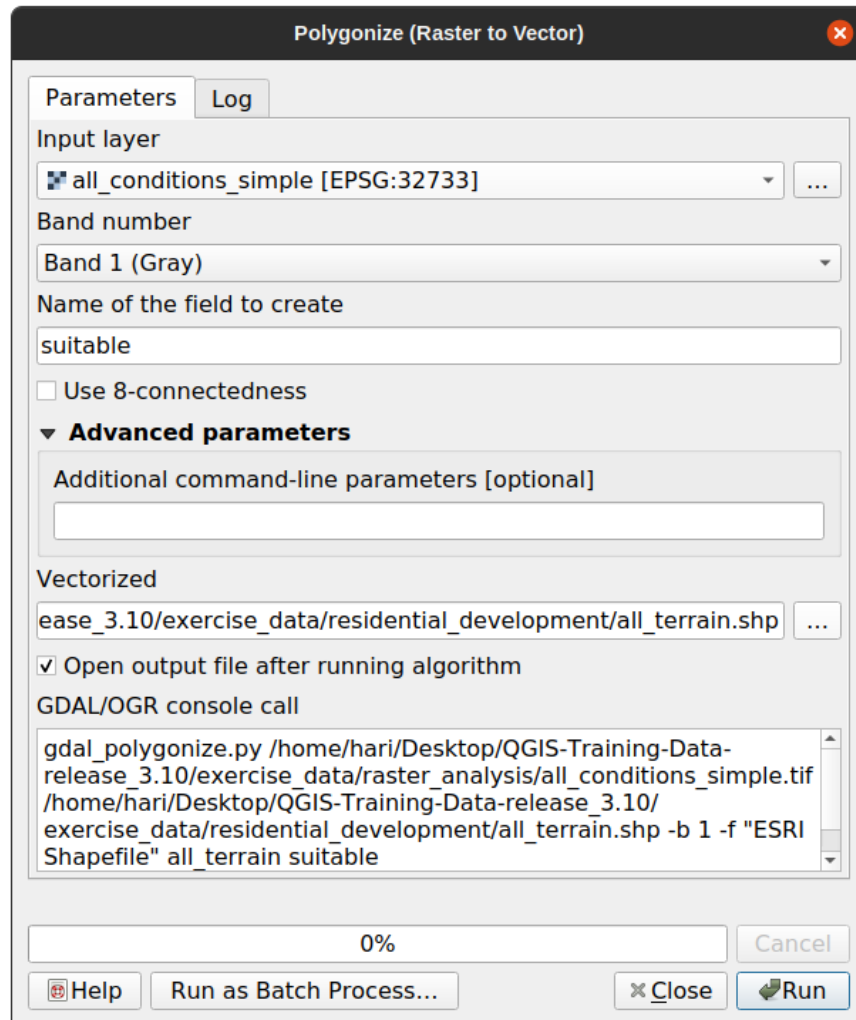 Polygonize (Raster to Vector)
Parameters Log
Input layer
all_conditions_simple [EPSG:32733] ...
Band number
Band 1 (Gray)
Name of the field to create
suitable
Use 8-connectedness
Advanced parameters
Additional command-line parameters [optional]
Vectorized
ease_3.10/exercise_data/residential_development/all_terrain.shp ...
Open output file after running algorithm
GDAL/OGR console call
gdal_polygonize.py /home/hari/Desktop/QGIS-Training-Data-
release_3.10/exercise_data/raster_analysis/all_conditions_simple.tif
/home/hari/Desktop/QGIS-Training-Data-release_3.10/
exercise_data/residential_development/all_terrain.shp -b 1 -f "ESRI
Shapefile" all_terrain suitable
0% Cancel
Help Run as Batch Process... Close Run